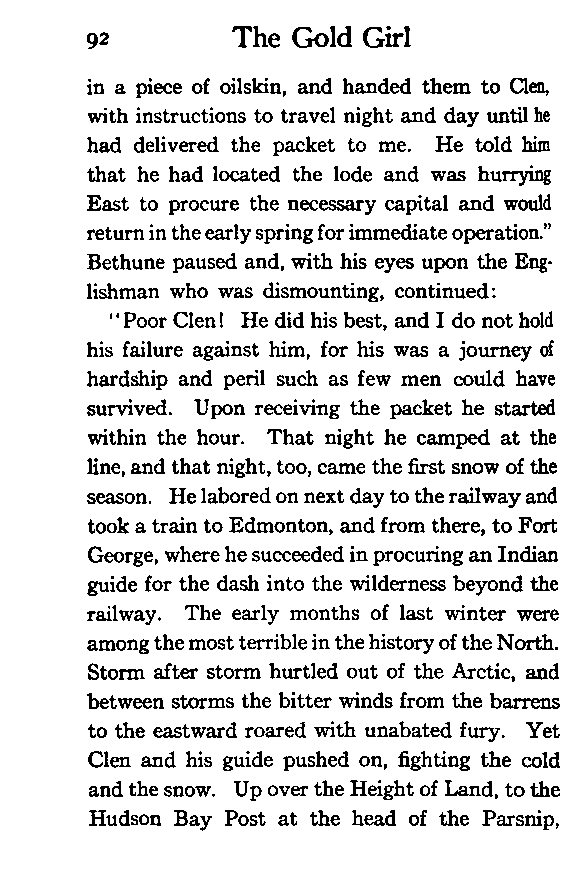 92 The Gold Girl
in a piece of oilskin, and handed them to Clen,
with instructions to travel night and day until he
had delivered the packet to me. He told him
that he had located the lode and was hurrying
East to procure the necessary capital and would
return in the early spring for immediate operation.”
Bethune paused and, with his eyes upon the Eng-
lishman who was dismounting, continued:
“Poor Clen! He did his best, and I do not hold
his failure against him, for his was a journey of
hardship and peril such as few men could have
survived. Upon receiving the packet he started
within the hour. That night he camped at the
line, and that night, too, came the first snow of the
season. He labored on next day to the railway and
took a train to Edmonton, and from there, to Fort
George, where he succeeded in procuring an Indian
guide for the dash into the wilderness beyond the
railway. The early months of last winter were
among the most terrible in the history of the North.
Storm after storm hurtled out of the Arctic, and
between storms the bitter winds from the barrens
to the eastward roared with unabated fury. Yet
Clen and his guide pushed on, fighting the cold
and the snow. Up over the Height of Land, to the
Hudson Bay Post at the head of the Parsnip,